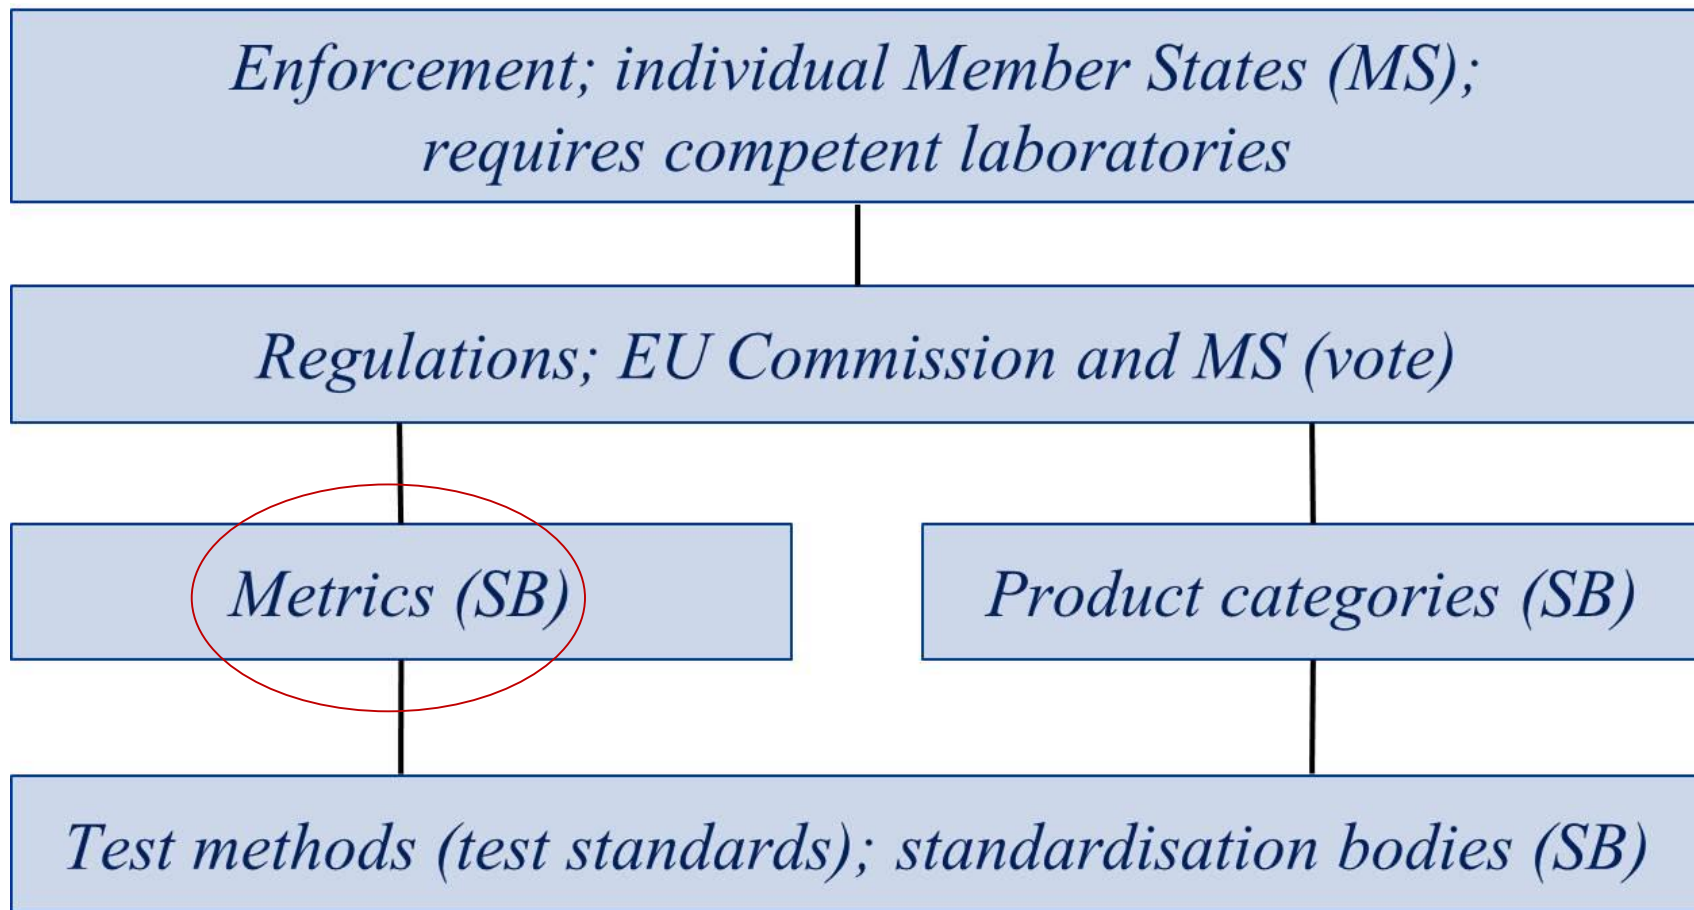 Enforcement; individual Member States (MS);
requires competent laboratories
Regulations; EU Commission and MS (vote)
Metrics (SB)
Product categories (SB)
Test methods (test standards); standardisation bodies (SB)